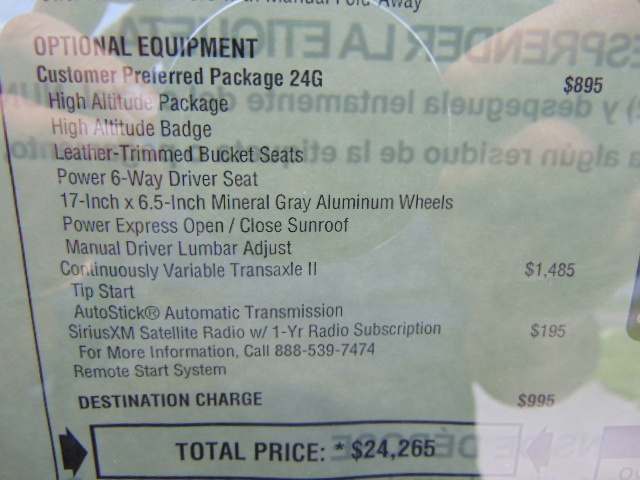 with Manual Fold-Away
OPTIONAL EQUIPMENT
Customer Preferred Package 24G $895
High Altitude Package
High Altitude Badge
Leather-Trimmed Bucket Seats
Power 6-Way Driver Seat
17-Inch x 6.5-Inch Mineral Gray Aluminum Wheels
Power Express Open / Close Sunroof
Manual Driver Lumbar Adjust
Continuously Variable Transaxle II $1,485
Tip Start
AutoStick® Automatic Transmission
SiriusXM Satellite Radio w/ 1-Yr Radio Subscription $195
For More Information, Call 888-539-7474
Remote Start System
DESTINATION CHARGE $995
TOTAL PRICE: * $24,265